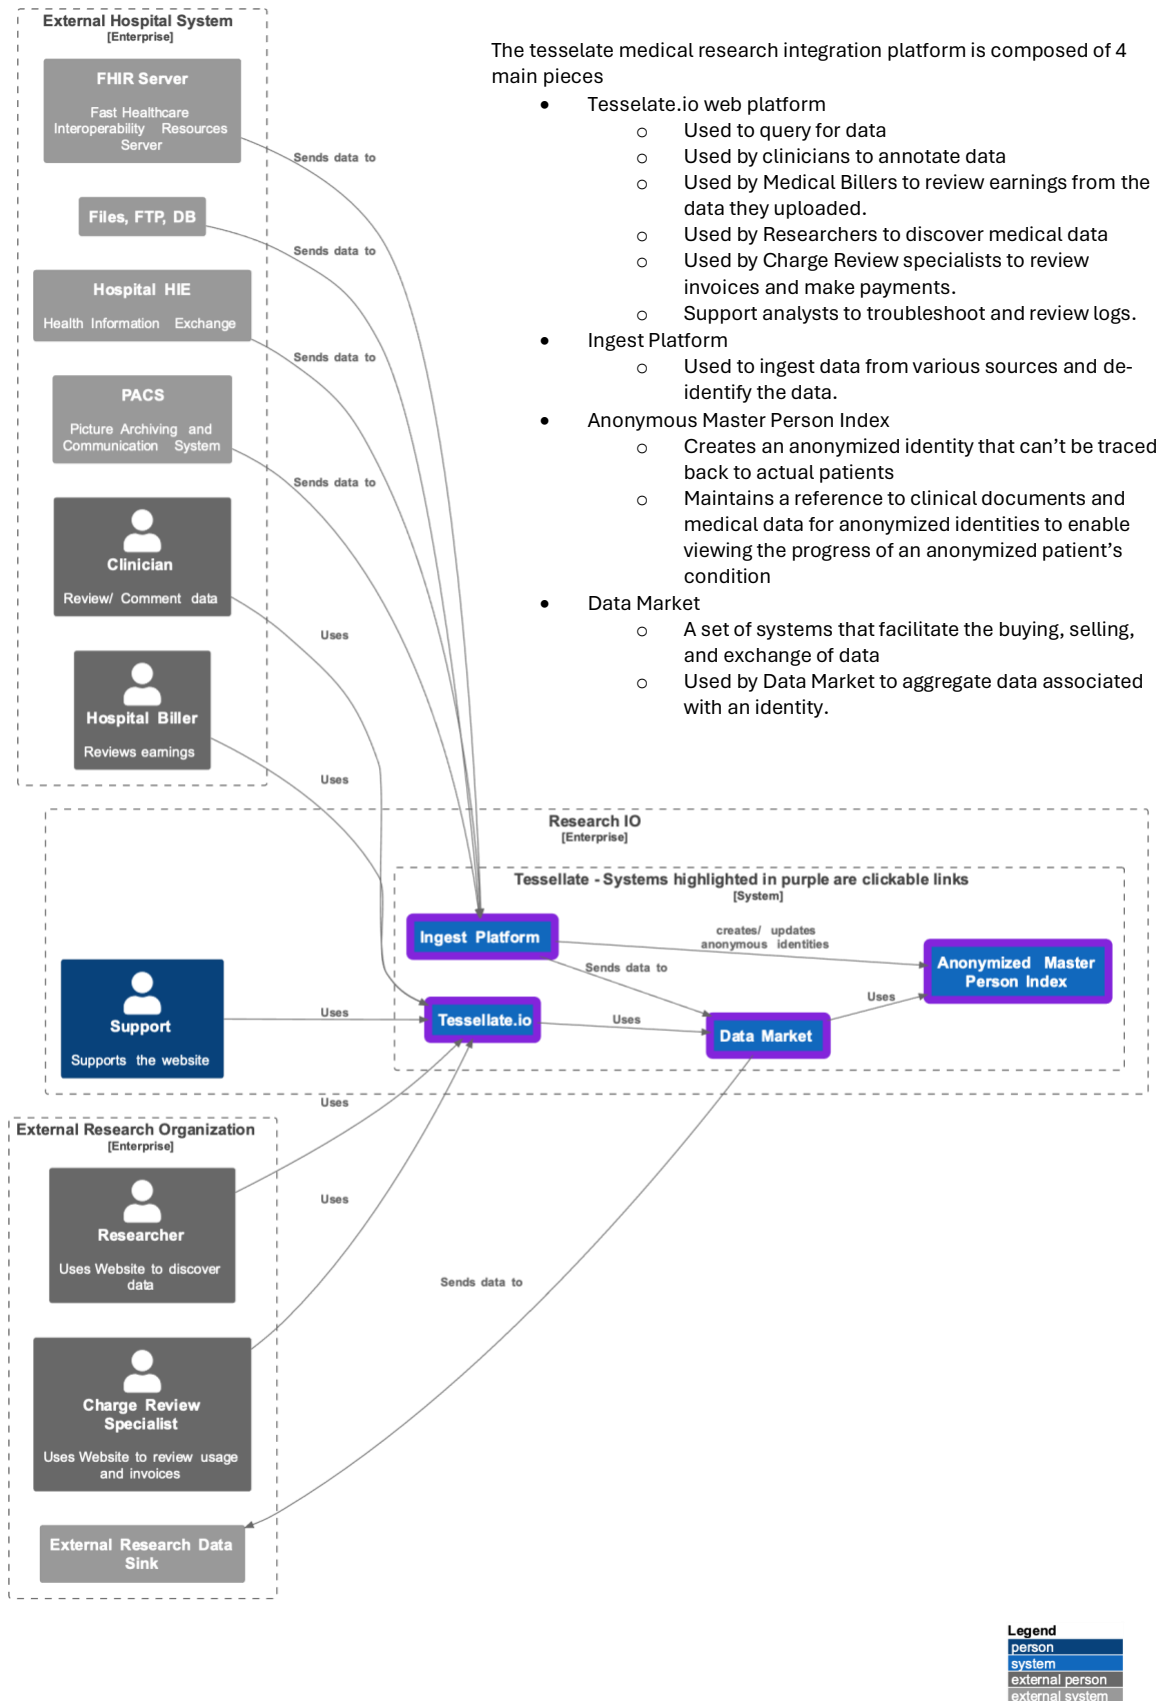 External Hospital System
[Enterprise]
FHIR Server
Fast Healthcare
Interoperability Resources
Server
Sends data to
Files, FTP, DB
Sends data to
Hospital HIE
Health Information Exchange
Sends data to
PACS
Picture Archiving and
Communication System
Sends data to
Clinician
Review/ Comment data
Uses
Hospital Biller
Reviews earnings
Uses
The tesselate medical research integration platform is composed of 4
main pieces
• Tesselate.io web platform
o Used to query for data
o Used by clinicians to annotate data
o Used by Medical Billers to review earnings from the
data they uploaded.
o Used by Researchers to discover medical data
o Used by Charge Review specialists to review
invoices and make payments.
o Support analysts to troubleshoot and review logs.
• Ingest Platform
o Used to ingest data from various sources and de-
identify the data.
• Anonymous Master Person Index
o Creates an anonymized identity that can’t be traced
back to actual patients
o Maintains a reference to clinical documents and
medical data for anonymized identities to enable
viewing the progress of an anonymized patient’s
condition
• Data Market
o A set of systems that facilitate the buying, selling,
and exchange of data
o Used by Data Market to aggregate data associated
with an identity.
Research IO
[Enterprise]
Tessellate - Systems highlighted in purple are clickable links
[System]
Ingest Platform
creates/ updates
anonymous identities
Anonymized Master
Person Index
Sends data to
Uses
Support
Supports the website
Uses
Tessellate.io
Uses
Data Market
Uses
External Research Organization
[Enterprise]
Researcher
Uses Website to discover
data
Uses
Charge Review
Specialist
Uses Website to review usage
and invoices
Sends data to
External Research Data
Sink
Legend
person
system
external person
external system